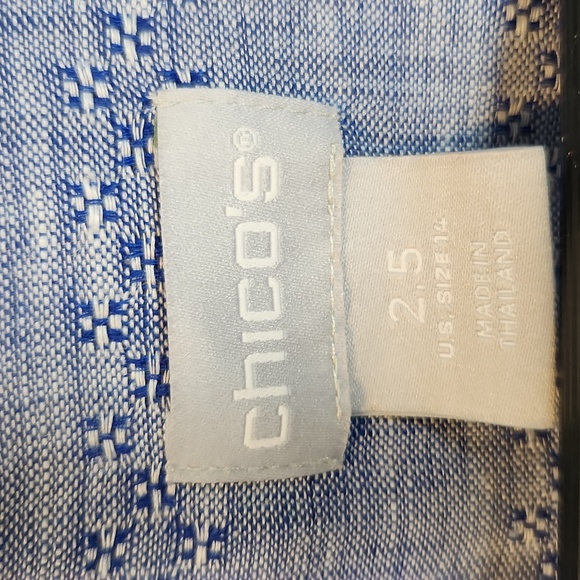 chico's®
2.5
U.S. SIZE 14
MADE IN
THAILAND